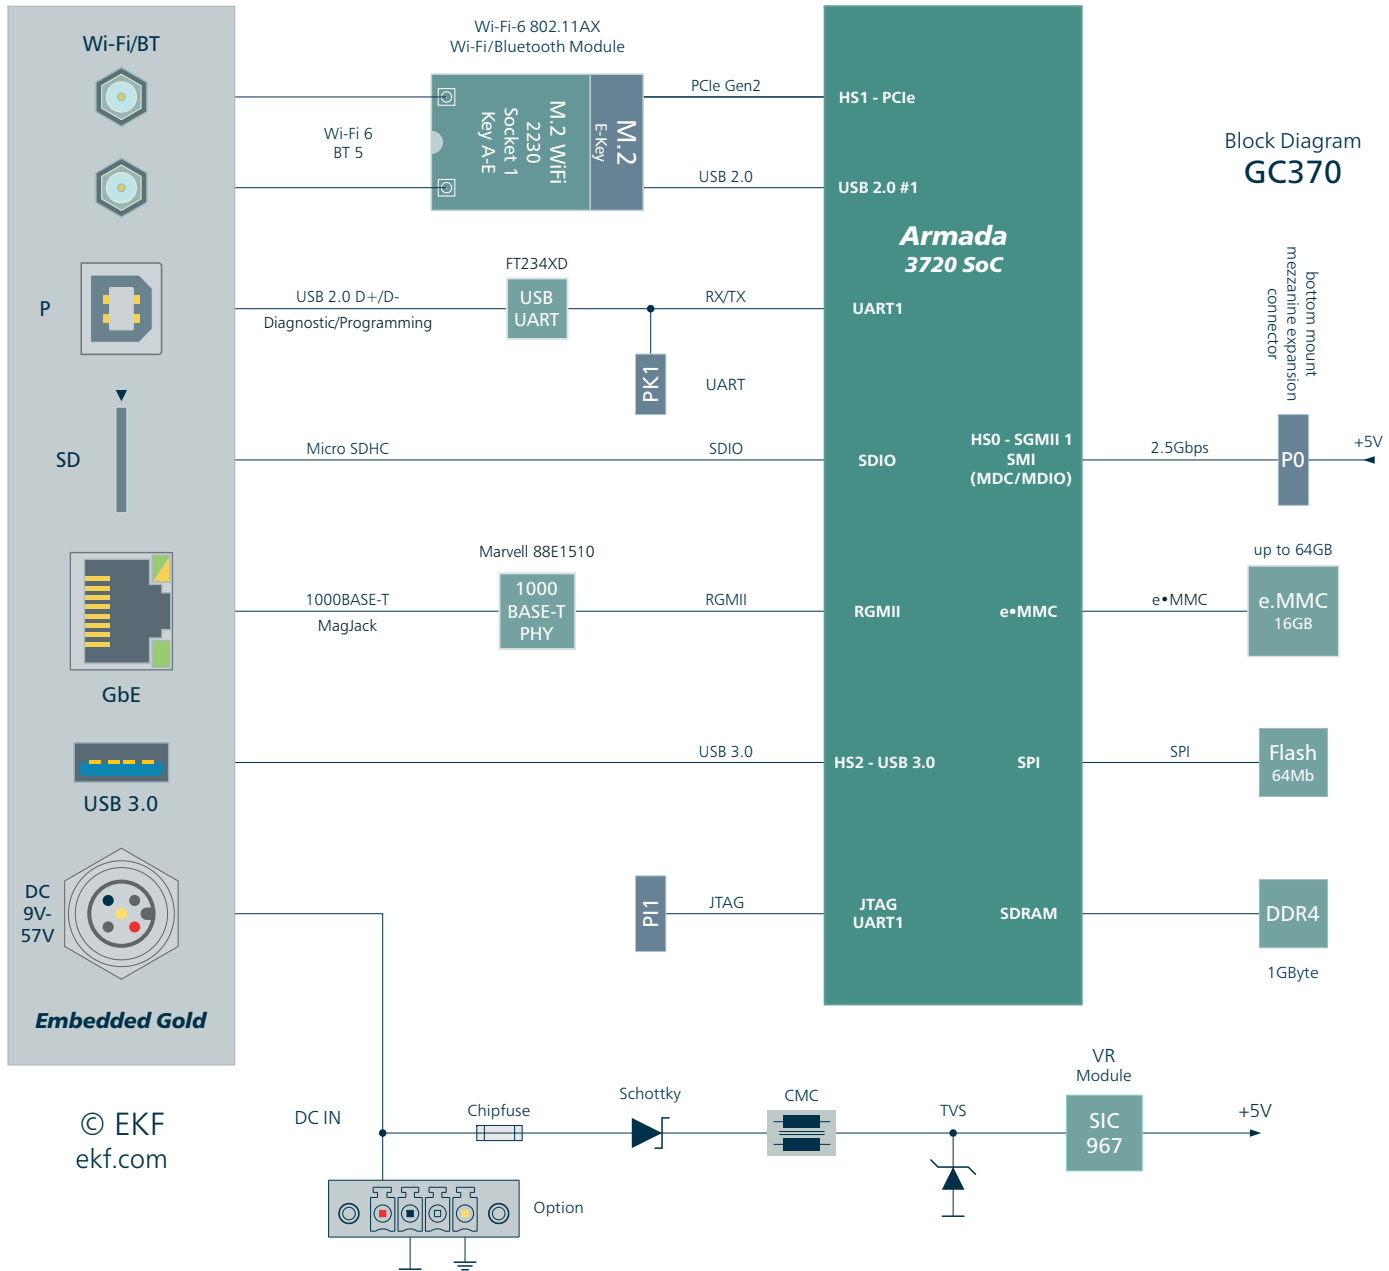 Wi-Fi/BT
Wi-Fi-6 802.11AX
Wi-Fi/Bluetooth Module
Wi-Fi 6
BT 5
M.2 WiFi
2230
Socket 1
Key A-E
M.2
E-Key
PCIe Gen2
USB 2.0
HS1 - PCIe
USB 2.0 #1
Armada
3720 SoC
Block Diagram
GC370
P
USB 2.0 D+/D-
Diagnostic/Programming
FT234XD
USB
UART
RX/TX
UART1
PK1
UART
bottom mount
mezzanine expansion
connector
SD
Micro SDHC
SDIO
SDIO
HS0 - SGMII 1
SMI
(MDC/MDIO)
2.5Gbps
P0
+5V
GbE
1000BASE-T
MagJack
Marvell 88E1510
1000
BASE-T
PHY
RGMII
RGMII
e•MMC
e•MMC
up to 64GB
e.MMC
16GB
USB 3.0
USB 3.0
HS2 - USB 3.0
SPI
SPI
Flash
64Mb
DC
9V-
57V
PI1
JTAG
JTAG
UART1
SDRAM
DDR4
1GByte
Embedded Gold
© EKF
ekf.com
DC IN
Chipfuse
Schottky
CMC
TVS
VR
Module
SIC
967
+5V
Option